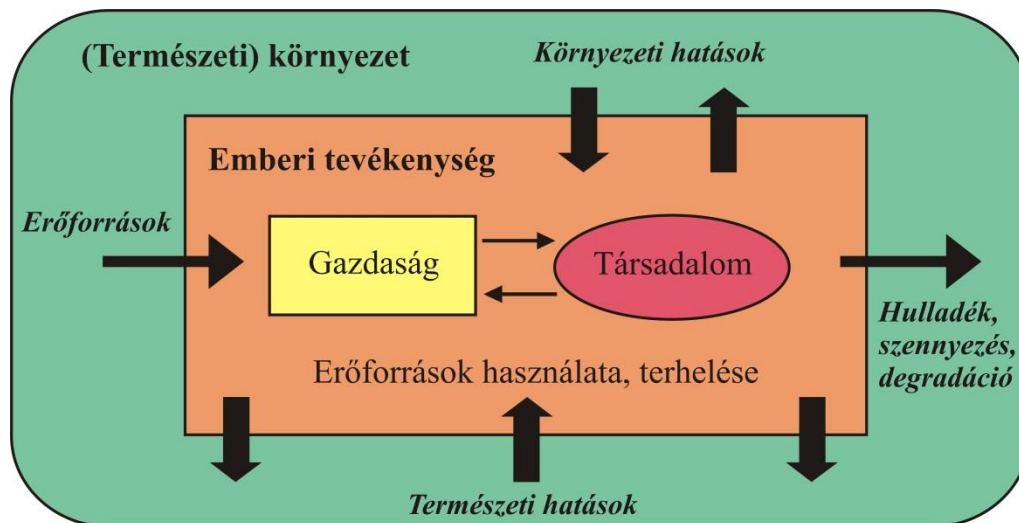 (Természeti) környezet
Környezeti hatások
Emberi tevékenység
Erőforrások
Gazdaság
Társadalom
Hulladék,
szennyezés,
degradáció
Erőforrások használata, terhelése
Természeti hatások